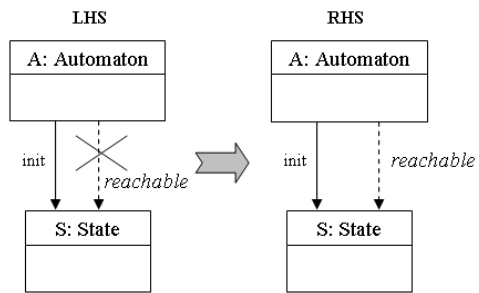 LHS
RHS
A: Automaton
A: Automaton
init
reachable
init
reachable
S: State
S: State